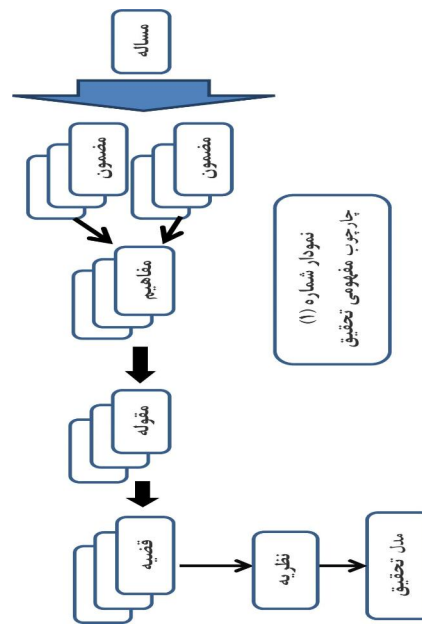 مساله
مضمون
مضمون
مفاهیم
مقوله
قضیه
نظریه
مدل تحقیق
نمودار شماره (۱)
چارچوب مفهومی تحقیق